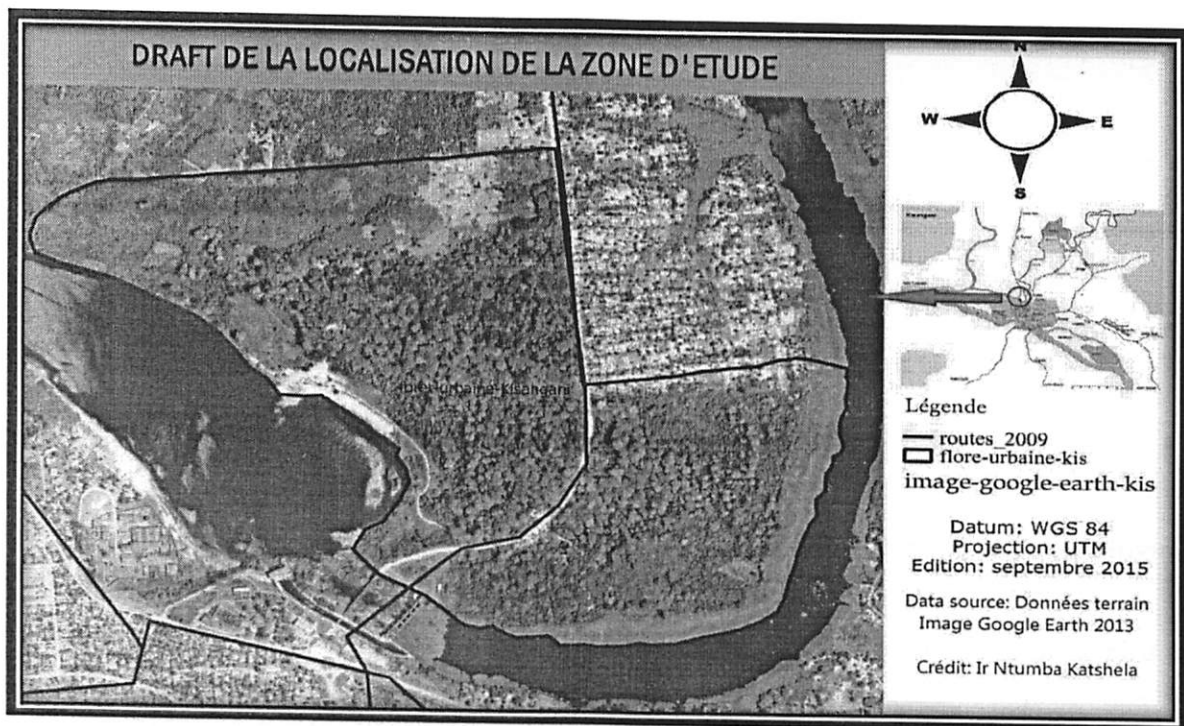 DRAFT DE LA LOCALISATION DE LA ZONE D'ETUDE
N
W
E
S
Légende
routes_2009
flore-urbaine-kis
image-google-earth-kis
Datum: WGS 84
Projection: UTM
Edition: septembre 2015
Data source: Données terrain
Image Google Earth 2013
Crédit: Ir Ntumba Katshela